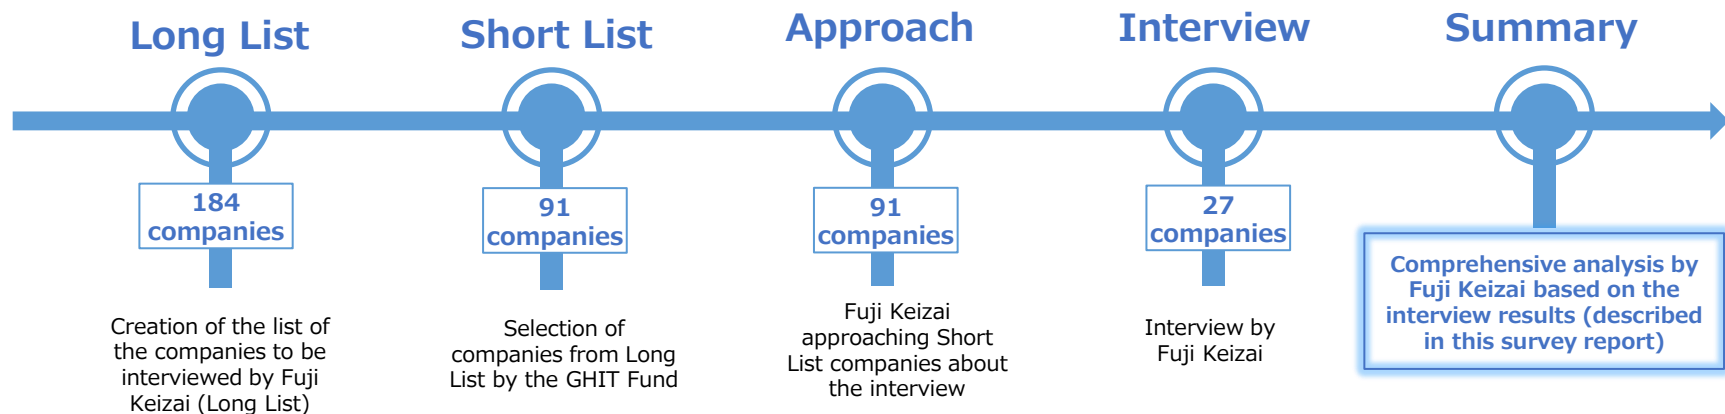 Long List
Short List
Approach
Interview
Summary
184
companies
91
companies
91
companies
27
companies
Creation of the list of
the companies to be
interviewed by Fuji
Keizai (Long List)
Selection of
companies from Long
List by the GHIT Fund
Fuji Keizai
approaching Short
List companies about
the interview
Interview by
Fuji Keizai
Comprehensive analysis by
Fuji Keizai based on the
interview results (described
in this survey report)